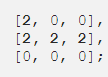 [2, 0, 0],
[2, 2, 2],
[0, 0, 0];